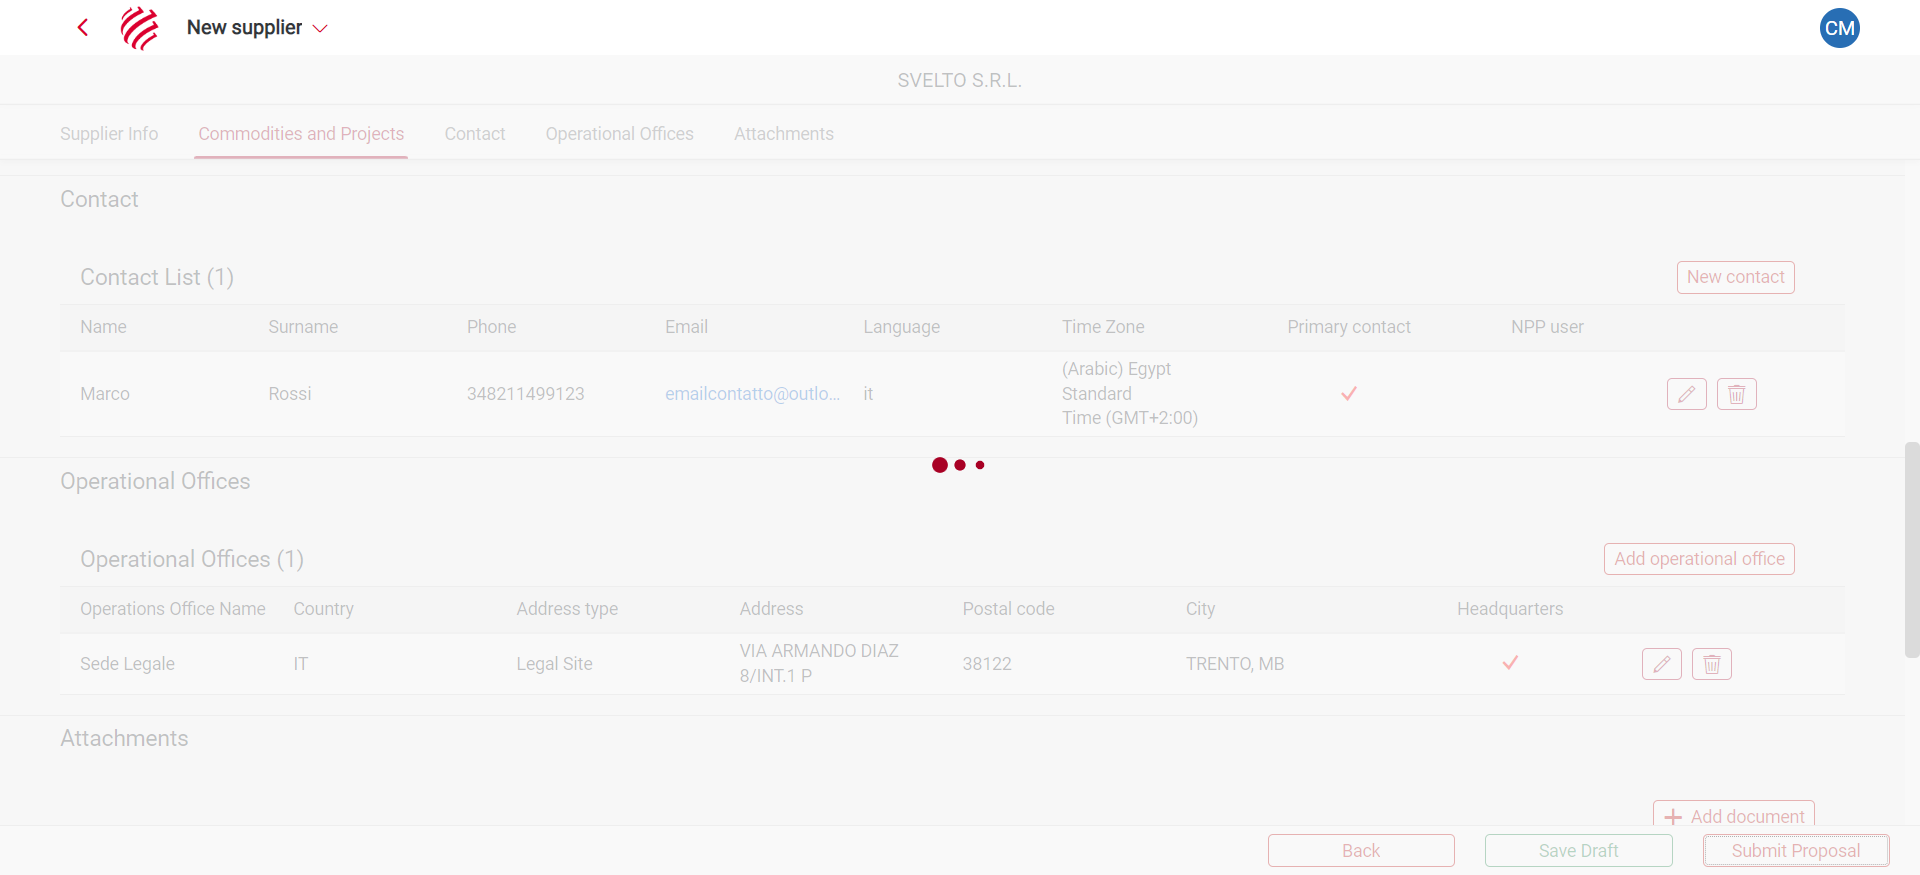 New supplier
CM
SVELTO S.R.L.
Supplier Info Commodities and Projects Contact Operational Offices Attachments
Contact
Contact List (1)
New contact
Name Surname Phone Email Language Time Zone Primary contact NPP user
Marco Rossi 348211499123 emailcontatto@outlo... it (Arabic) Egypt
Standard
Time (GMT+2:00)
Operational Offices
Operational Offices (1)
Add operational office
Operations Office Name Country Address type Address Postal code City Headquarters
Sede Legale IT Legal Site VIA ARMANDO DIAZ
8/INT.1 P
38122 TRENTO, MB
Attachments
Add document
Back Save Draft Submit Proposal